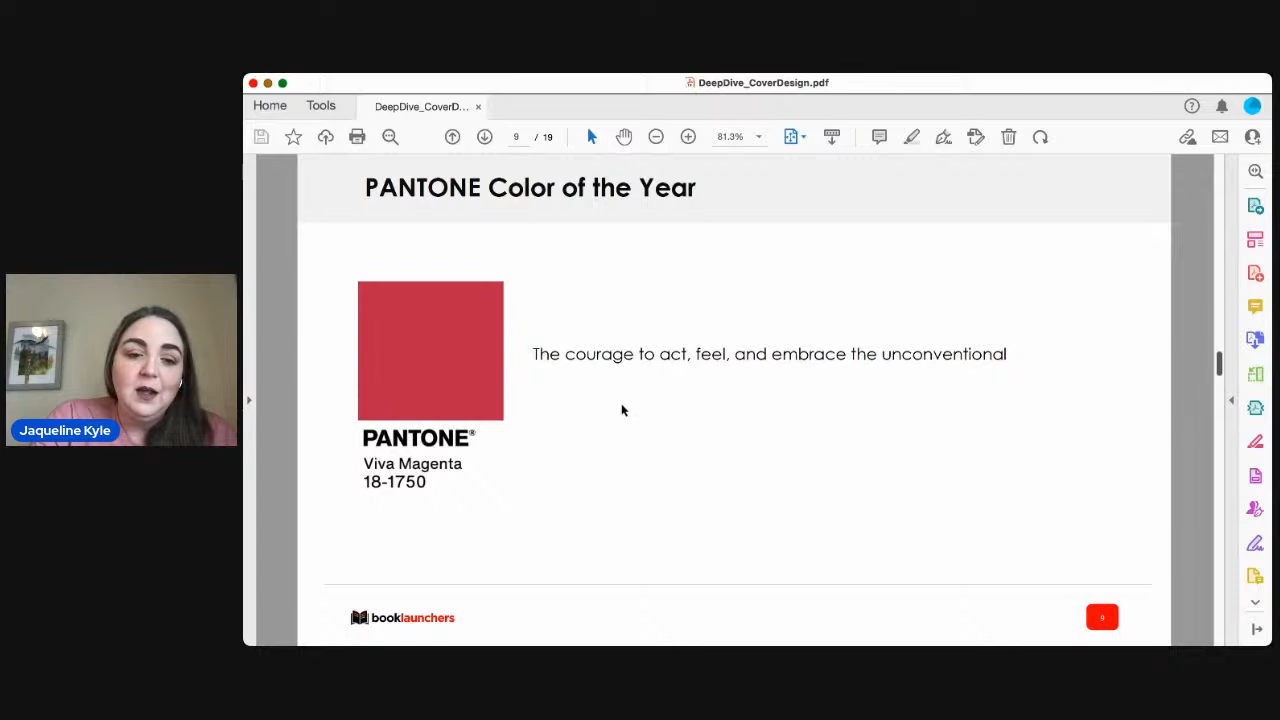 DeepDive_CoverDesign.pdf
Home Tools DeepDive_CoverD... ×
9 / 19 81.3%
PANTONE Color of the Year
The courage to act, feel, and embrace the unconventional
PANTONE®
Viva Magenta
18-1750
Jaqueline Kyle
booklaunchers
9